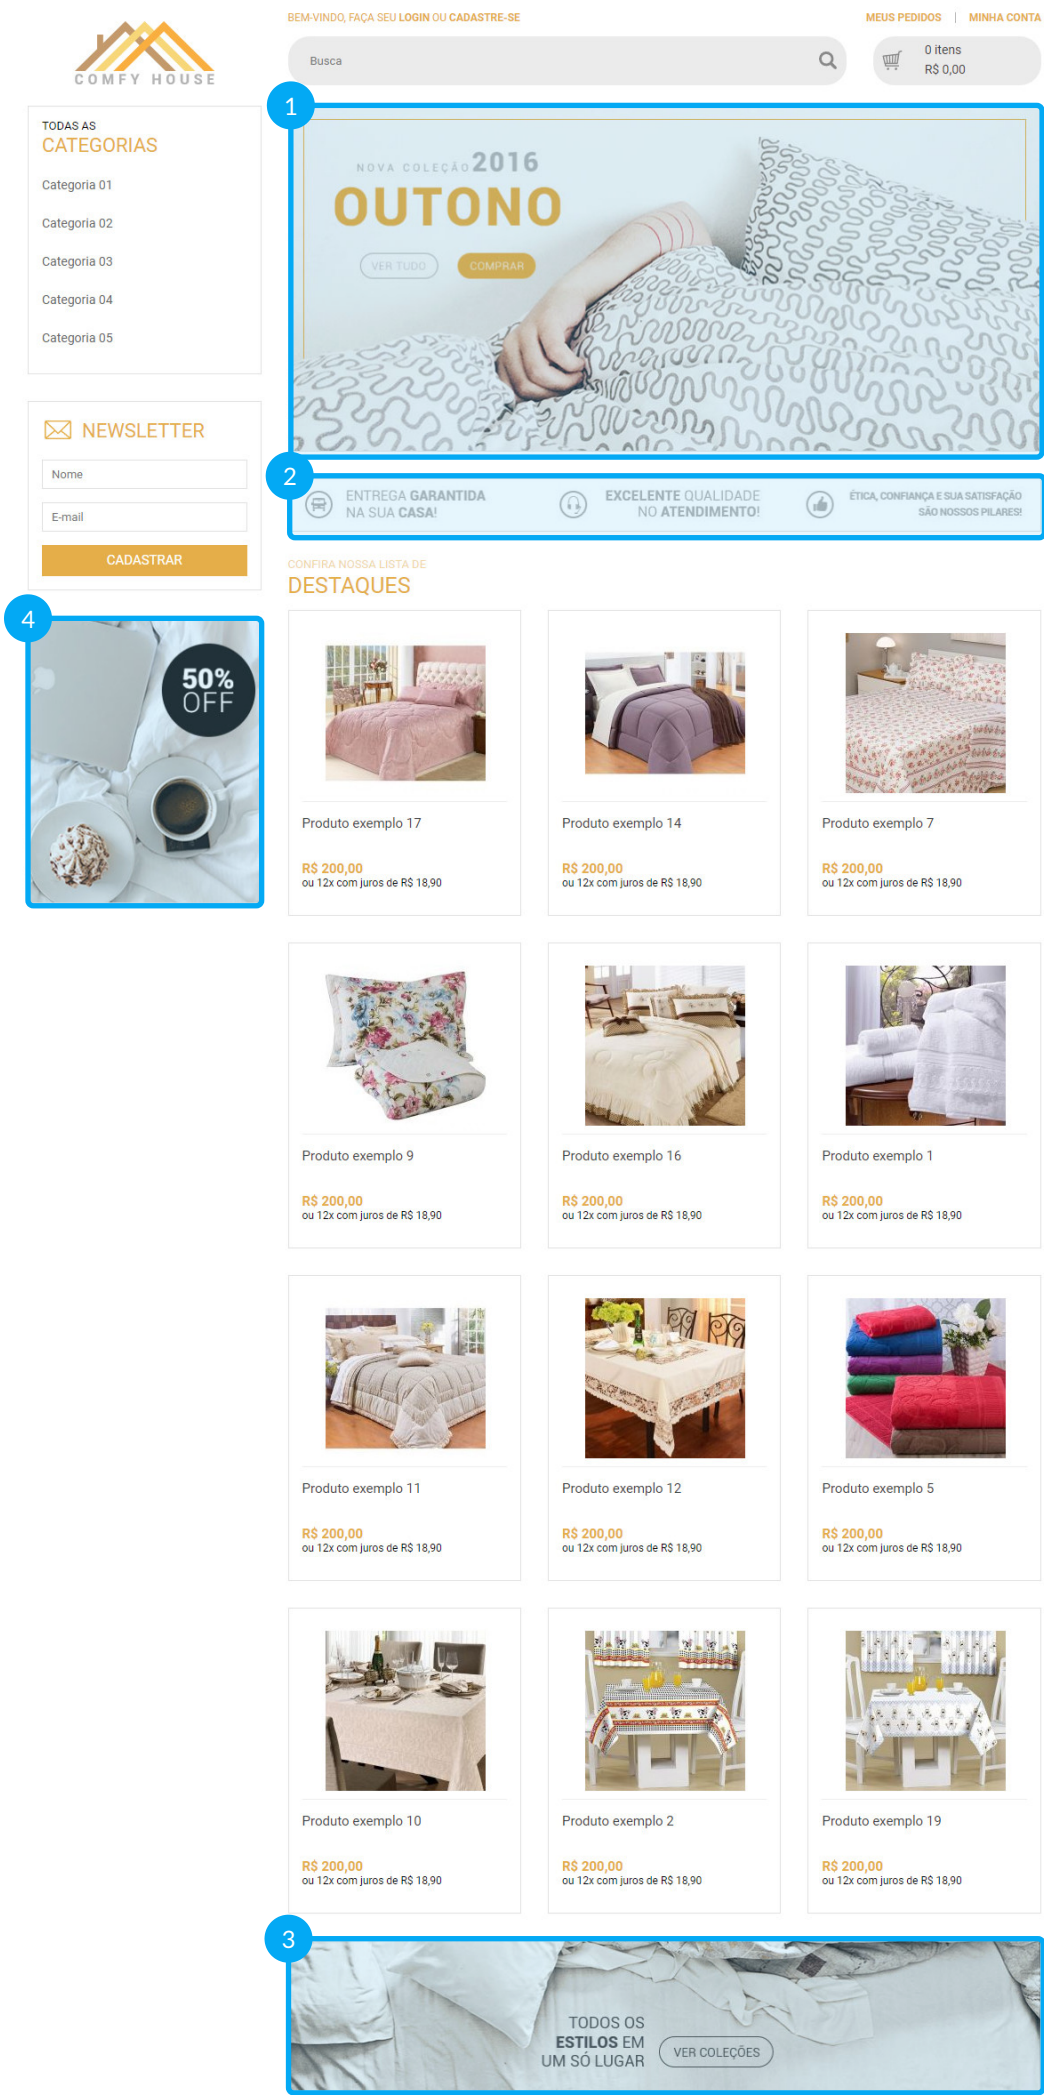 BEM-VINDO, FAÇA SEU LOGIN OU CADASTRE-SE
MEUS PEDIDOS | MINHA CONTA
COMFY HOUSE
Busca
0 itens
R$ 0,00
TODAS AS
CATEGORIAS
Categoria 01
Categoria 02
Categoria 03
Categoria 04
Categoria 05
NEWSLETTER
Nome
E-mail
CADASTRAR
4
50%
OFF
1
NOVA COLEÇÃO 2016
OUTONO
VER TUDO
COMPRAR
2
ENTREGA GARANTIDA
NA SUA CASA!
EXCELENTE QUALIDADE
NO ATENDIMENTO!
ÉTICA, CONFIANÇA E SUA SATISFAÇÃO
SÃO NOSSOS PILARES!
CONFIRA NOSSA LISTA DE
DESTAQUES
Produto exemplo 17
R$ 200,00
ou 12x com juros de R$ 18,90
Produto exemplo 14
R$ 200,00
ou 12x com juros de R$ 18,90
Produto exemplo 7
R$ 200,00
ou 12x com juros de R$ 18,90
Produto exemplo 9
R$ 200,00
ou 12x com juros de R$ 18,90
Produto exemplo 16
R$ 200,00
ou 12x com juros de R$ 18,90
Produto exemplo 1
R$ 200,00
ou 12x com juros de R$ 18,90
Produto exemplo 11
R$ 200,00
ou 12x com juros de R$ 18,90
Produto exemplo 12
R$ 200,00
ou 12x com juros de R$ 18,90
Produto exemplo 5
R$ 200,00
ou 12x com juros de R$ 18,90
Produto exemplo 10
R$ 200,00
ou 12x com juros de R$ 18,90
Produto exemplo 2
R$ 200,00
ou 12x com juros de R$ 18,90
Produto exemplo 19
R$ 200,00
ou 12x com juros de R$ 18,90
3
TODOS OS
ESTILOS EM
UM SÓ LUGAR
VER COLEÇÕES